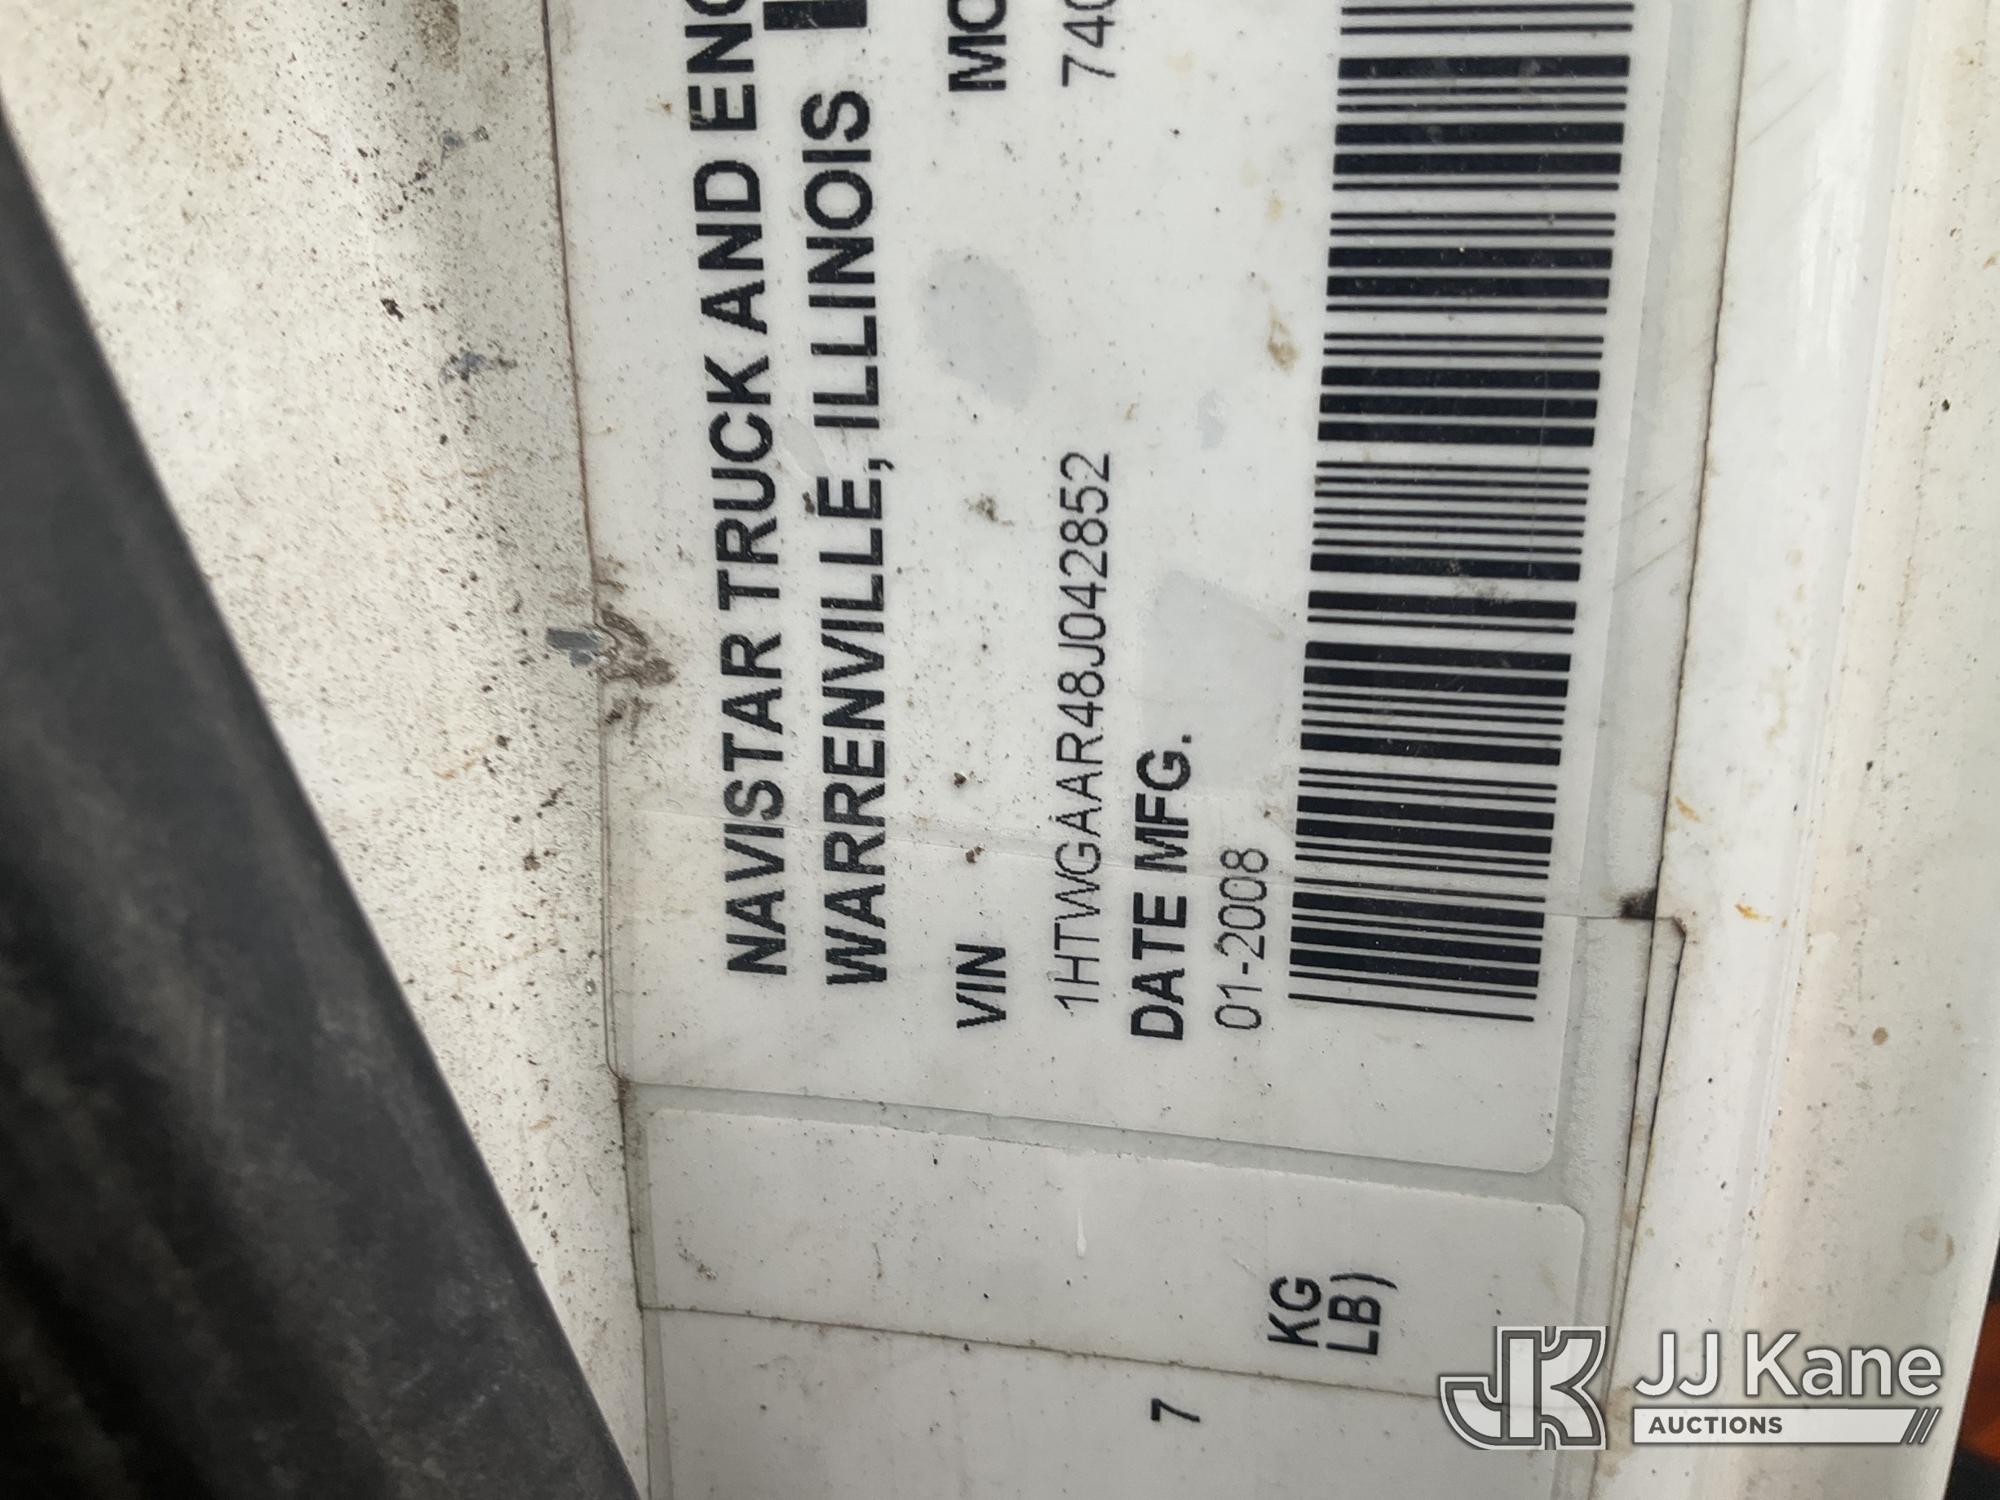 NAVISTAR TRUCK AND ENG
WARRENVILLE, ILLINOIS
VIN MO
1HTWGAAR48J042852 740
DATE MFG.
01-2008
KG
LB)
7
JK JJ Kane
AUCTIONS